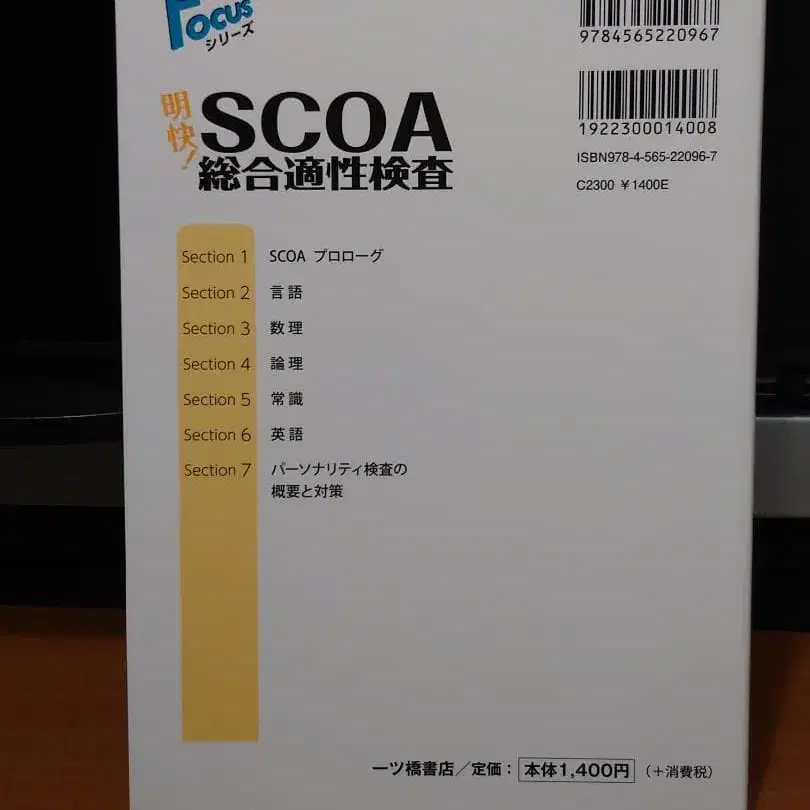 Focus
シリーズ
9784565220967
1922300014008
ISBN978-4-565-22096-7
C2300 ¥1400E
明快!
SCOA
総合適性検査
Section 1 SCOA プロローグ
Section 2 言語
Section 3 数理
Section 4 論理
Section 5 常識
Section 6 英語
Section 7 パーソナリティ検査の
概要と対策
一ツ橋書店／定価：本体1,400円（+消費税）